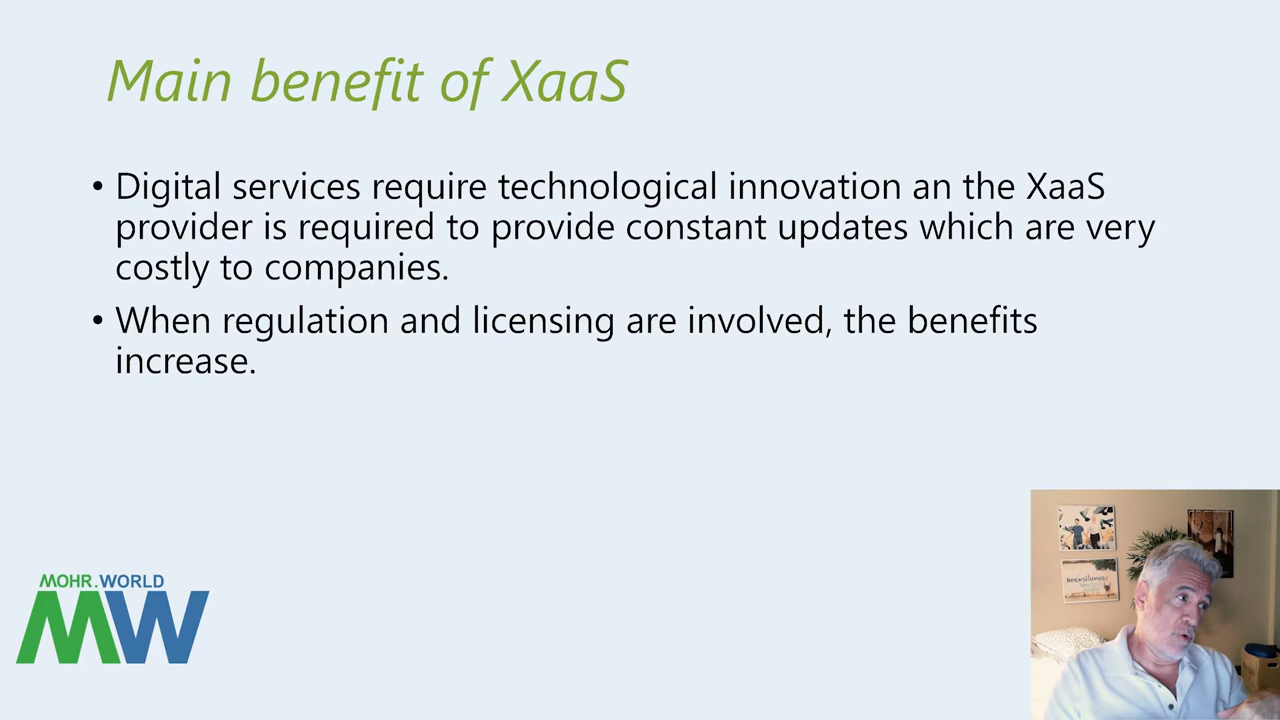 Main benefit of XaaS
• Digital services require technological innovation an the XaaS
provider is required to provide constant updates which are very
costly to companies.
• When regulation and licensing are involved, the benefits
increase.
MOHR.WORLD
MW
Necesitamos